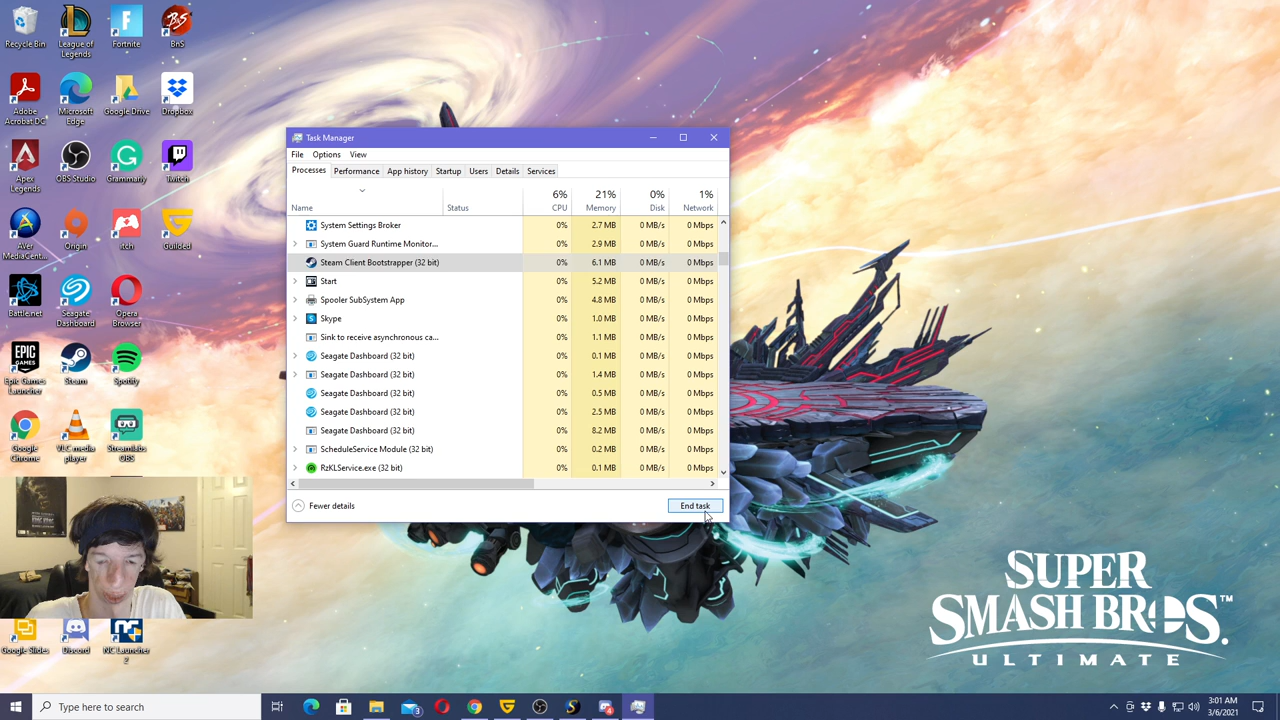 Recycle Bin
League of
Legends
Fortnite
BnS
Adobe
Acrobat DC
Microsoft
Edge
Google Drive
Dropbox
Apex
Legends
OBS Studio
Grammarly
Twitch
AVer
MediaCent...
Origin
itch
Guilded
Battle.net
Seagate
Dashboard
Opera
Browser
Epic Games
Launcher
Steam
Spotify
Google
Chrome
VLC media
player
Streamlabs
OBS
Google Slides
Discord
NC Launcher
2
Task Manager
File Options View
Processes Performance App history Startup Users Details Services
6% 21% 0% 1%
Name Status CPU Memory Disk Network
System Settings Broker 0% 2.7 MB 0 MB/s 0 Mbps
System Guard Runtime Monitor... 0% 2.9 MB 0 MB/s 0 Mbps
Steam Client Bootstrapper (32 bit) 0% 6.1 MB 0 MB/s 0 Mbps
Start 0% 5.2 MB 0 MB/s 0 Mbps
Spooler SubSystem App 0% 4.8 MB 0 MB/s 0 Mbps
Skype 0% 1.0 MB 0 MB/s 0 Mbps
Sink to receive asynchronous ca... 0% 1.1 MB 0 MB/s 0 Mbps
Seagate Dashboard (32 bit) 0% 0.1 MB 0 MB/s 0 Mbps
Seagate Dashboard (32 bit) 0% 1.4 MB 0 MB/s 0 Mbps
Seagate Dashboard (32 bit) 0% 0.5 MB 0 MB/s 0 Mbps
Seagate Dashboard (32 bit) 0% 2.5 MB 0 MB/s 0 Mbps
Seagate Dashboard (32 bit) 0% 8.2 MB 0 MB/s 0 Mbps
ScheduleService Module (32 bit) 0% 0.2 MB 0 MB/s 0 Mbps
RzKLService.exe (32 bit) 0% 0.1 MB 0 MB/s 0 Mbps
Fewer details
End task
SUPER
SMASH BROS.™
ULTIMATE
Type here to search
3:01 AM
3/6/2021